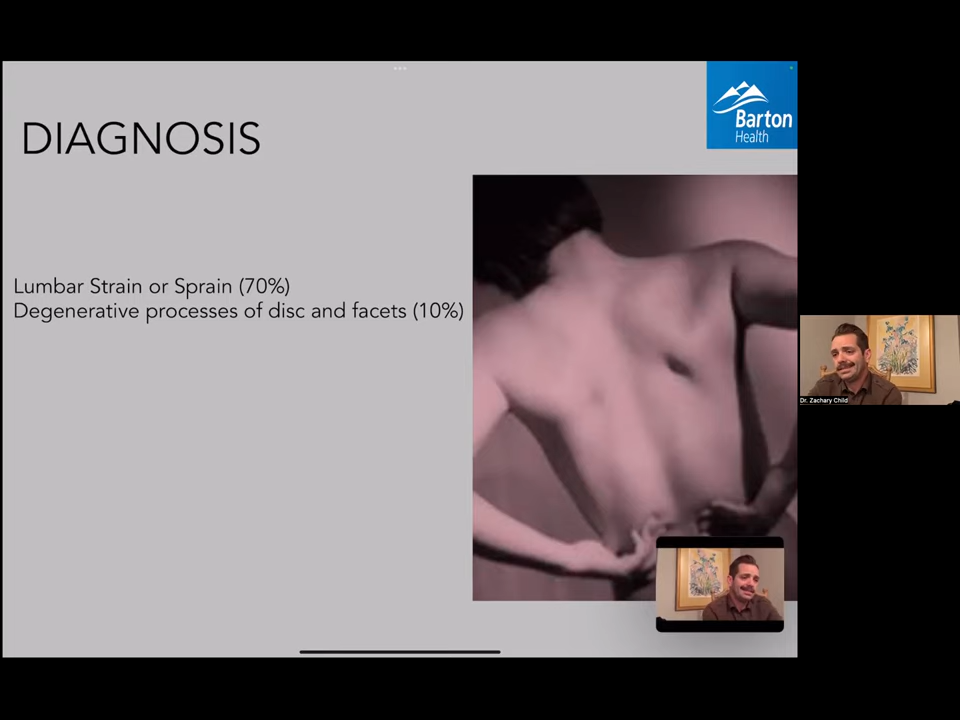 DIAGNOSIS
Barton
Health
Lumbar Strain or Sprain (70%)
Degenerative processes of disc and facets (10%)
Dr. Zachary Child